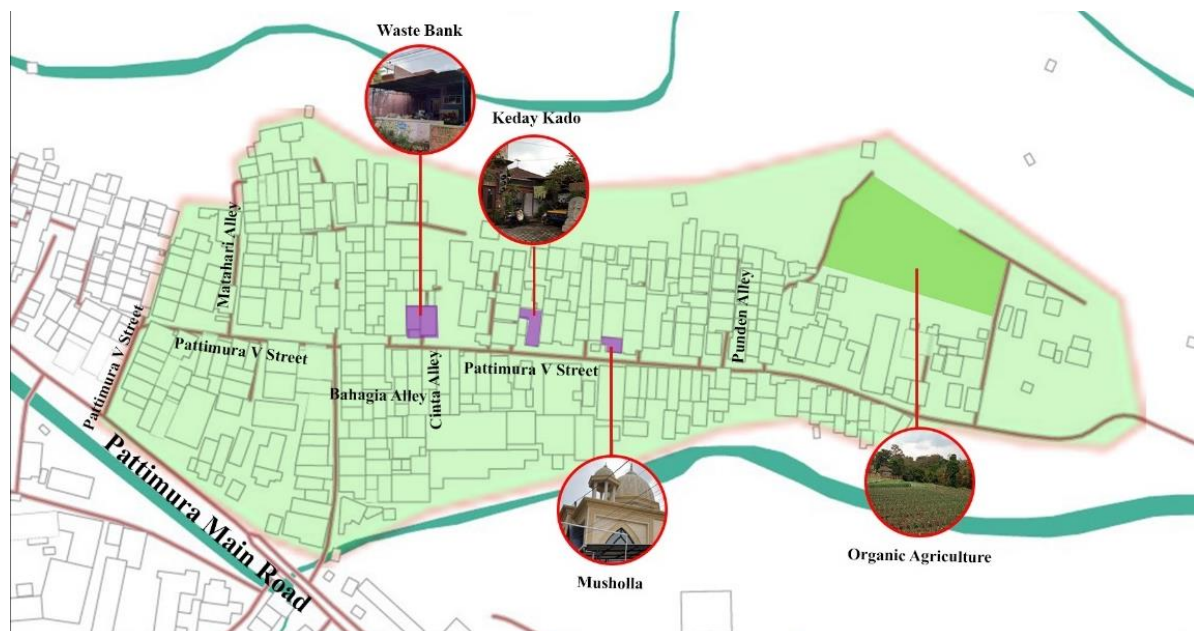 Waste Bank
Keday Kado
Matahari Alley
Pattimura V Street
Pattimura V Street
Bahagia Alley
Cinta Alley
Pattimura V Street
Punden Alley
Pattimura Main Road
Musholla
Organic Agriculture